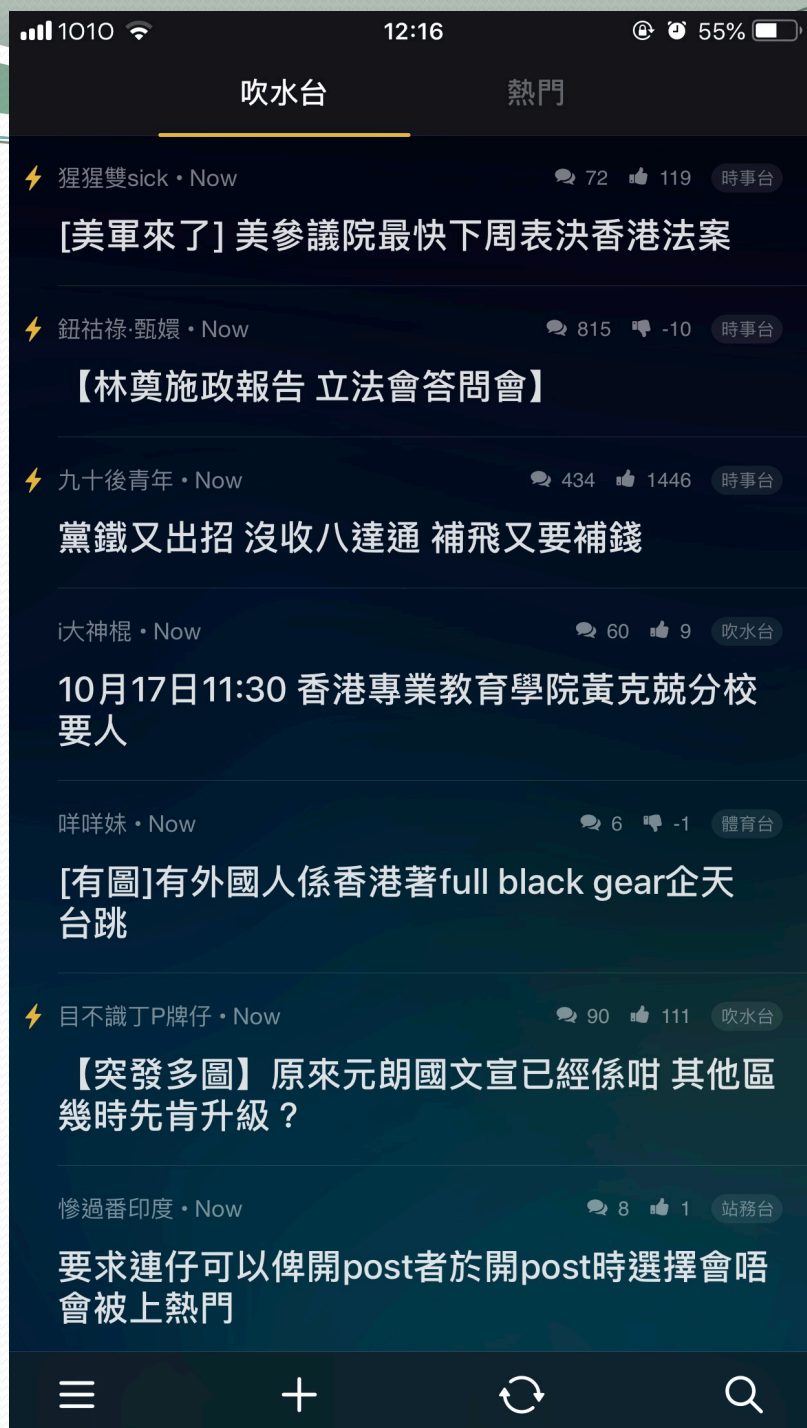 1010 12:16 55%
吹水台 熱門
猩猩雙sick • Now 72 119 時事台
[美軍來了] 美參議院最快下周表決香港法案
鈕祜祿·甄嬛 • Now 815 -10 時事台
【林奠施政報告 立法會答問會】
九十後青年 • Now 434 1446 時事台
黨鐵又出招 沒收八達通 補飛又要補錢
i大神棍 • Now 60 9 吹水台
10月17日11:30 香港專業教育學院黃克兢分校
要人
咩咩妹 • Now 6 -1 體育台
[有圖]有外國人係香港著full black gear企天
台跳
目不識丁P牌仔 • Now 90 111 吹水台
【突發多圖】原來元朗國文宣已經係咁 其他區
幾時先肯升級？
慘過番印度 • Now 8 1 站務台
要求連仔可以俾開post者於開post時選擇會唔
會被上熱門